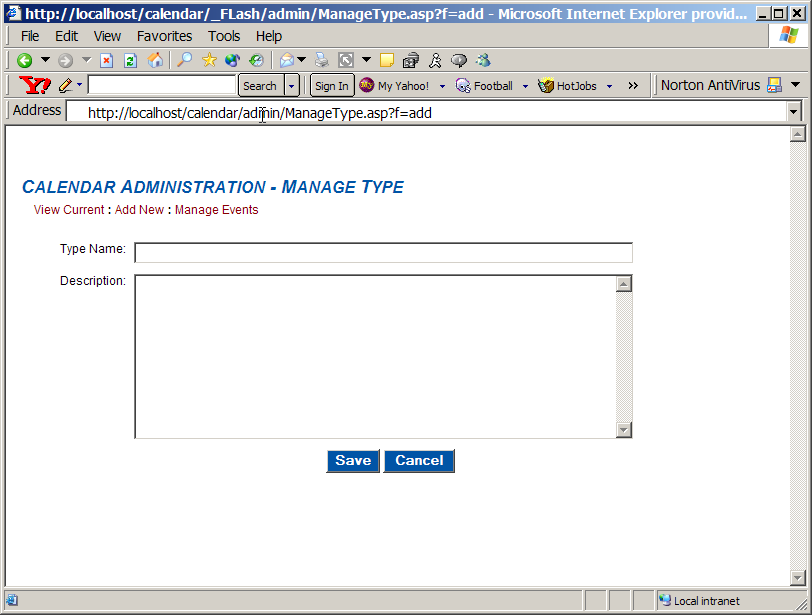 http://localhost/calendar/_FLash/admin/ManageType.asp?f=add - Microsoft Internet Explorer provid...
File Edit View Favorites Tools Help
Y! Search Sign In My Yahoo! Football HotJobs » Norton AntiVirus
Address http://localhost/calendar/admin/ManageType.asp?f=add
CALENDAR ADMINISTRATION - MANAGE TYPE
View Current : Add New : Manage Events
Type Name:
Description:
Save Cancel
Local intranet